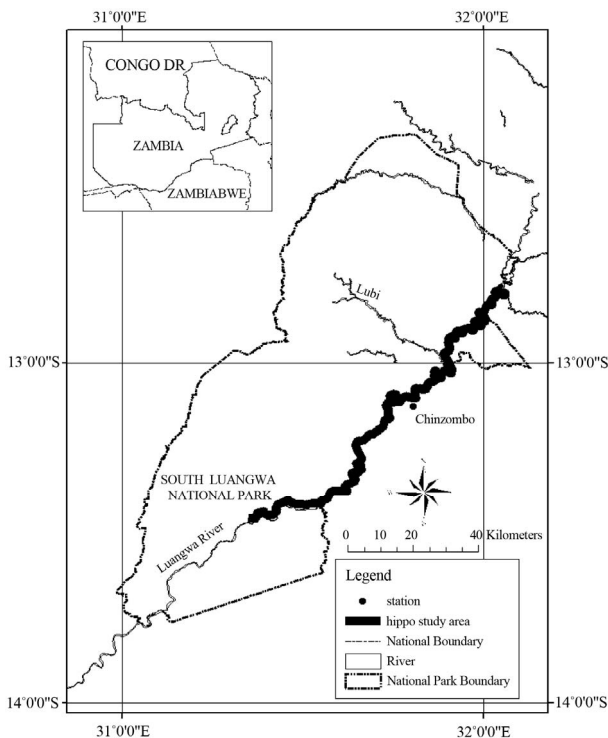 31°0'0"E
32°0'0"E
CONGO DR
ZAMBIA
ZAMBIABWE
Lubi
13°0'0"S
13°0'0"S
Chinzombo
SOUTH LUANGWA
NATIONAL PARK
Luangwa River
0 10 20 40 Kilometers
Legend
station
hippo study area
National Boundary
River
National Park Boundary
14°0'0"S
14°0'0"S
31°0'0"E
32°0'0"E